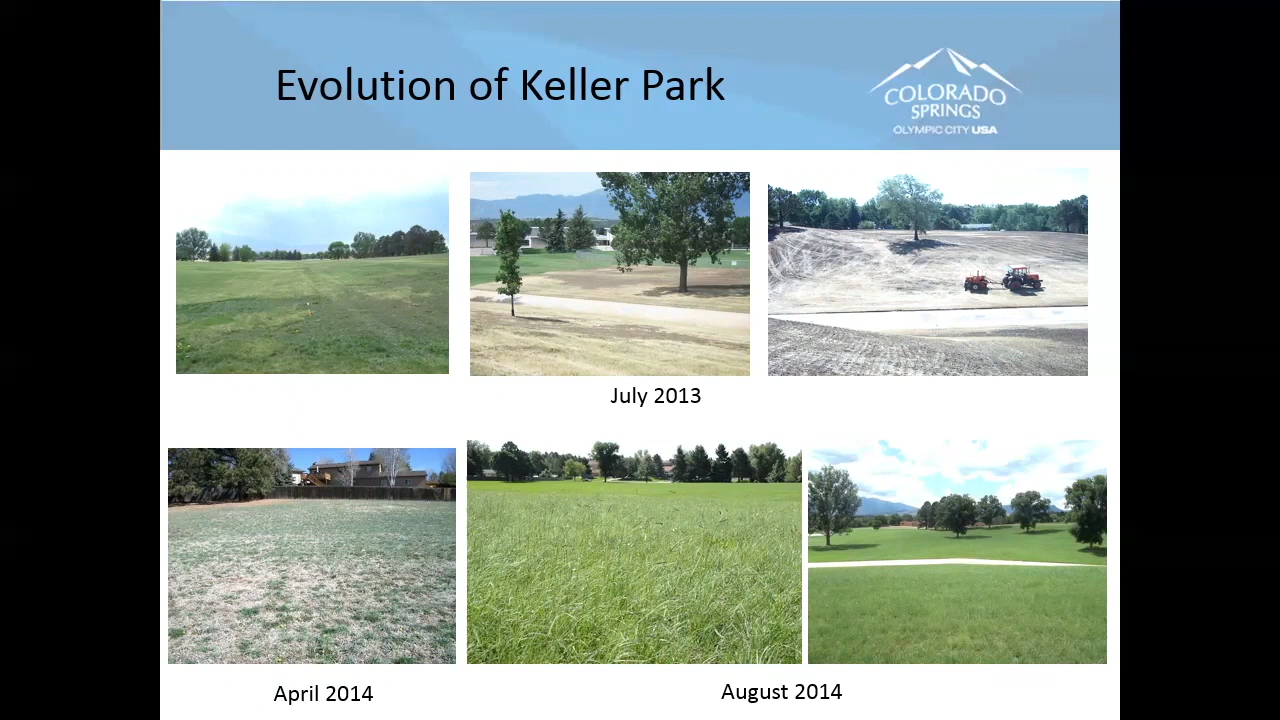 Evolution of Keller Park
COLORADO
SPRINGS
OLYMPIC CITY USA
July 2013
April 2014
August 2014